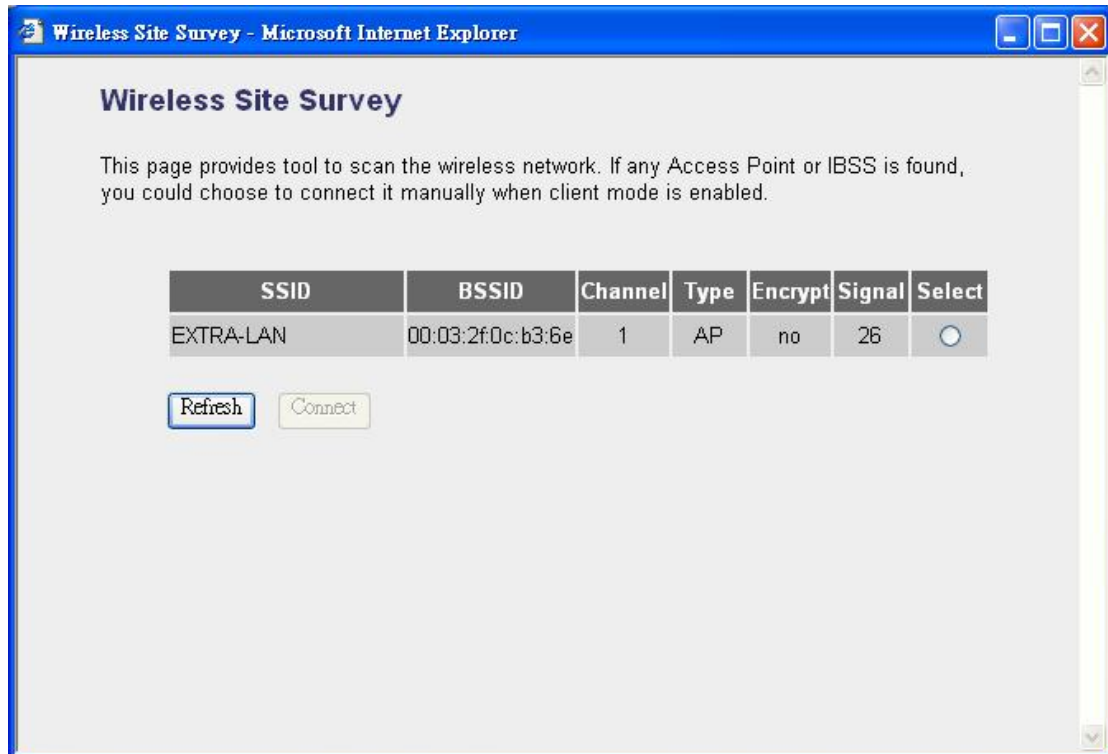 Wireless Site Survey - Microsoft Internet Explorer
Wireless Site Survey
This page provides tool to scan the wireless network. If any Access Point or IBSS is found,
you could choose to connect it manually when client mode is enabled.
SSID BSSID Channel Type Encrypt Signal Select
EXTRA-LAN 00:03:2f:0c:b3:6e 1 AP no 26
Refresh Connect